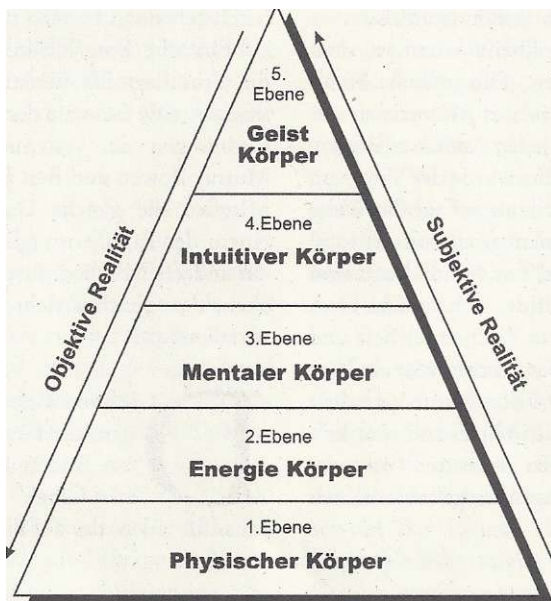 5.
Ebene
Geist
Körper
4.Ebene
Intuitiver Körper
3.Ebene
Mentaler Körper
2.Ebene
Energie Körper
1.Ebene
Physischer Körper
Objektive Realität
Subjektive Realität